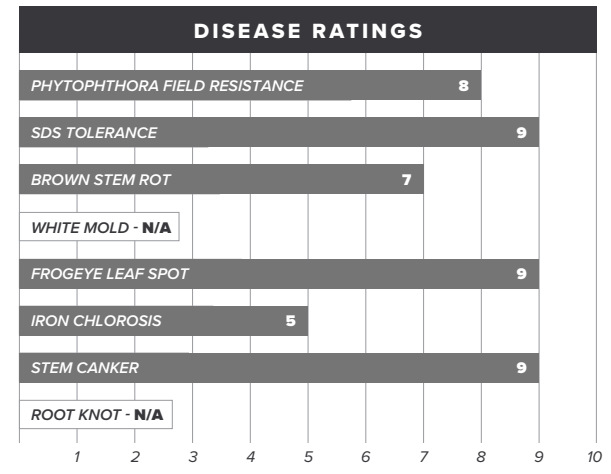 DISEASE RATINGS
PHYTOPHTHORA FIELD RESISTANCE 8
SDS TOLERANCE 9
BROWN STEM ROT 7
WHITE MOLD - N/A
FROGEYE LEAF SPOT 9
IRON CHLOROSIS 5
STEM CANKER 9
ROOT KNOT - N/A
1 2 3 4 5 6 7 8 9 10